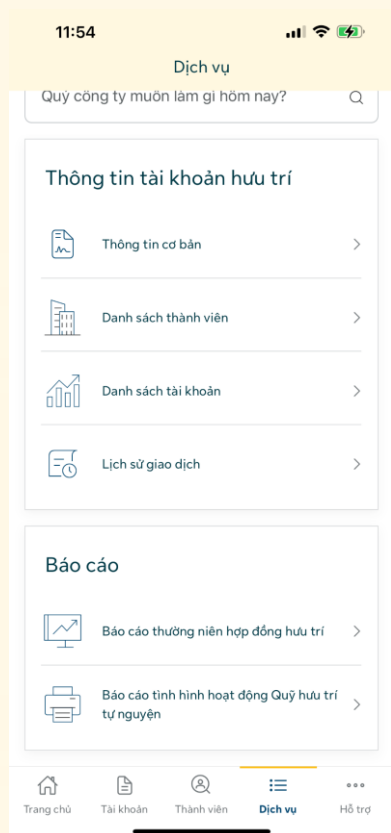 11:54
Dịch vụ
Quý công ty muốn làm gì hôm nay?
Thông tin tài khoản hưu trí
Thông tin cơ bản
Danh sách thành viên
Danh sách tài khoản
Lịch sử giao dịch
Báo cáo
Báo cáo thường niên hợp đồng hưu trí
Báo cáo tình hình hoạt động Quỹ hưu trí
tự nguyện
Trang chủ Tài khoản Thành viên Dịch vụ Hỗ trợ